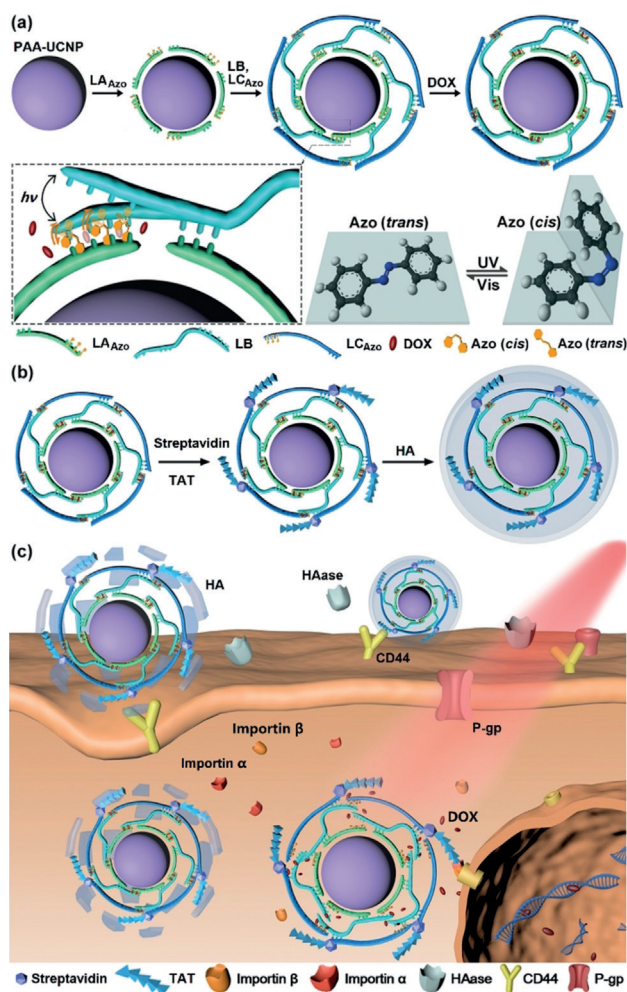 (a)
PAA-UCNP
LA_Azo
LB,
LC_Azo
DOX
hν
Azo (trans)
Azo (cis)
UV
Vis
LA_Azo
LB
LC_Azo
DOX
Azo (cis)
Azo (trans)
(b)
Streptavidin
TAT
HA
(c)
HA
HAase
CD44
P-gp
Importin β
Importin α
DOX
Streptavidin
TAT
Importin β
Importin α
HAase
CD44
P-gp